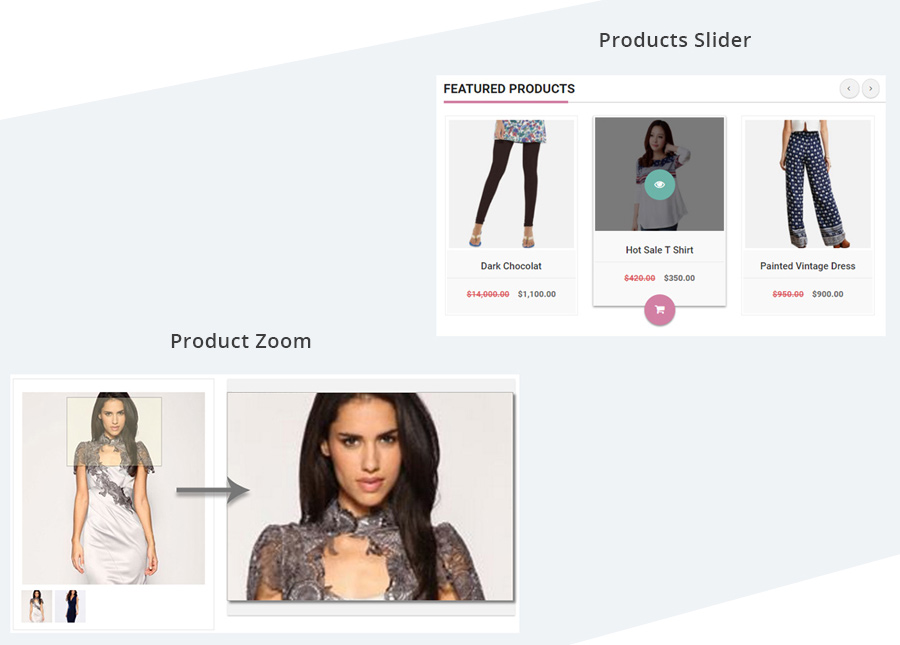 Products Slider
FEATURED PRODUCTS
Dark Chocolat
$14,000.00 $1,100.00
Hot Sale T Shirt
$420.00 $350.00
Painted Vintage Dress
$950.00 $900.00
Product Zoom